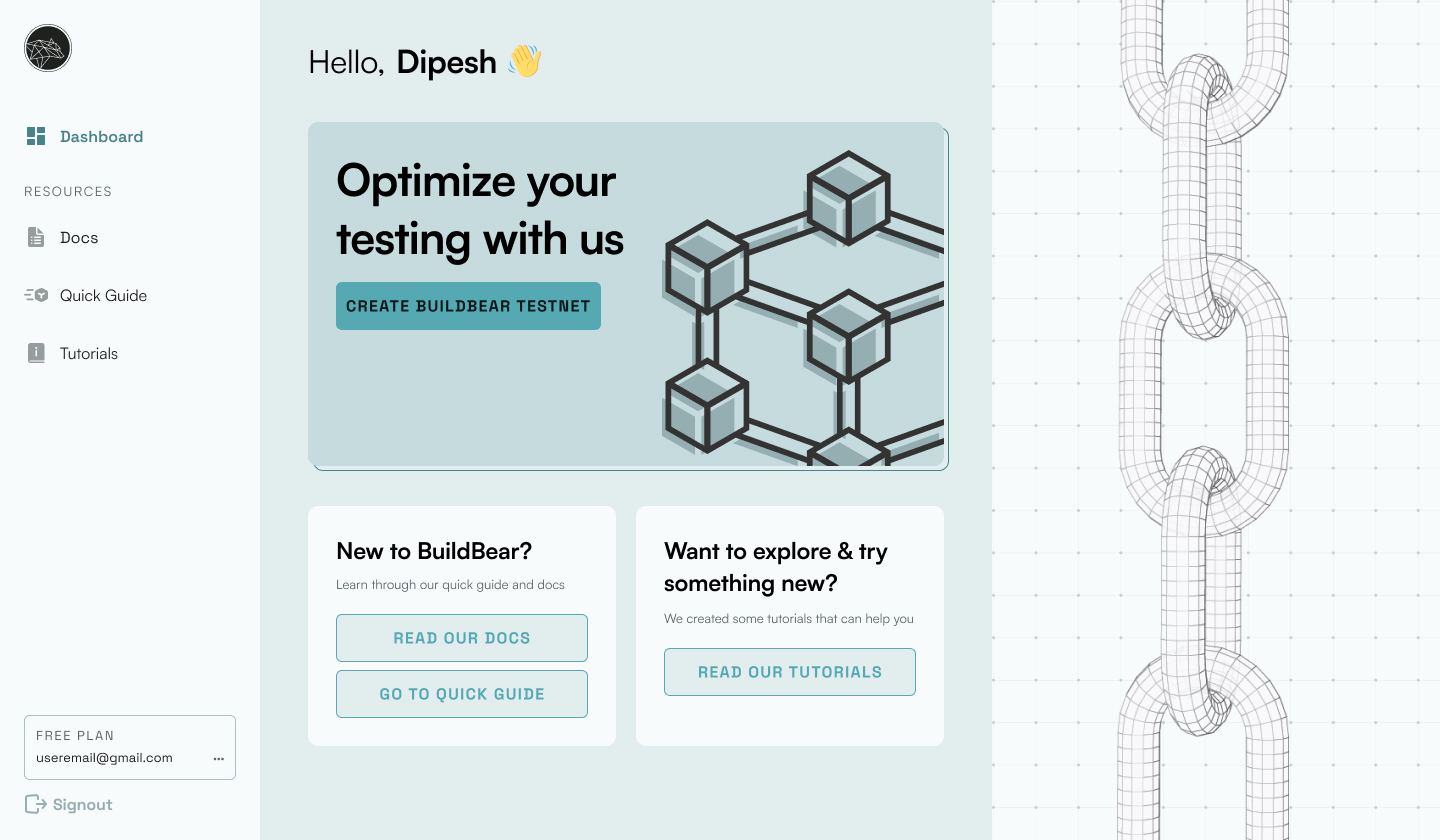 Dashboard
RESOURCES
Docs
Quick Guide
Tutorials
FREE PLAN
useremail@gmail.com
Signout
Hello, Dipesh 👋
Optimize your
testing with us
CREATE BUILDBEAR TESTNET
New to BuildBear?
Learn through our quick guide and docs
READ OUR DOCS
GO TO QUICK GUIDE
Want to explore & try
something new?
We created some tutorials that can help you
READ OUR TUTORIALS